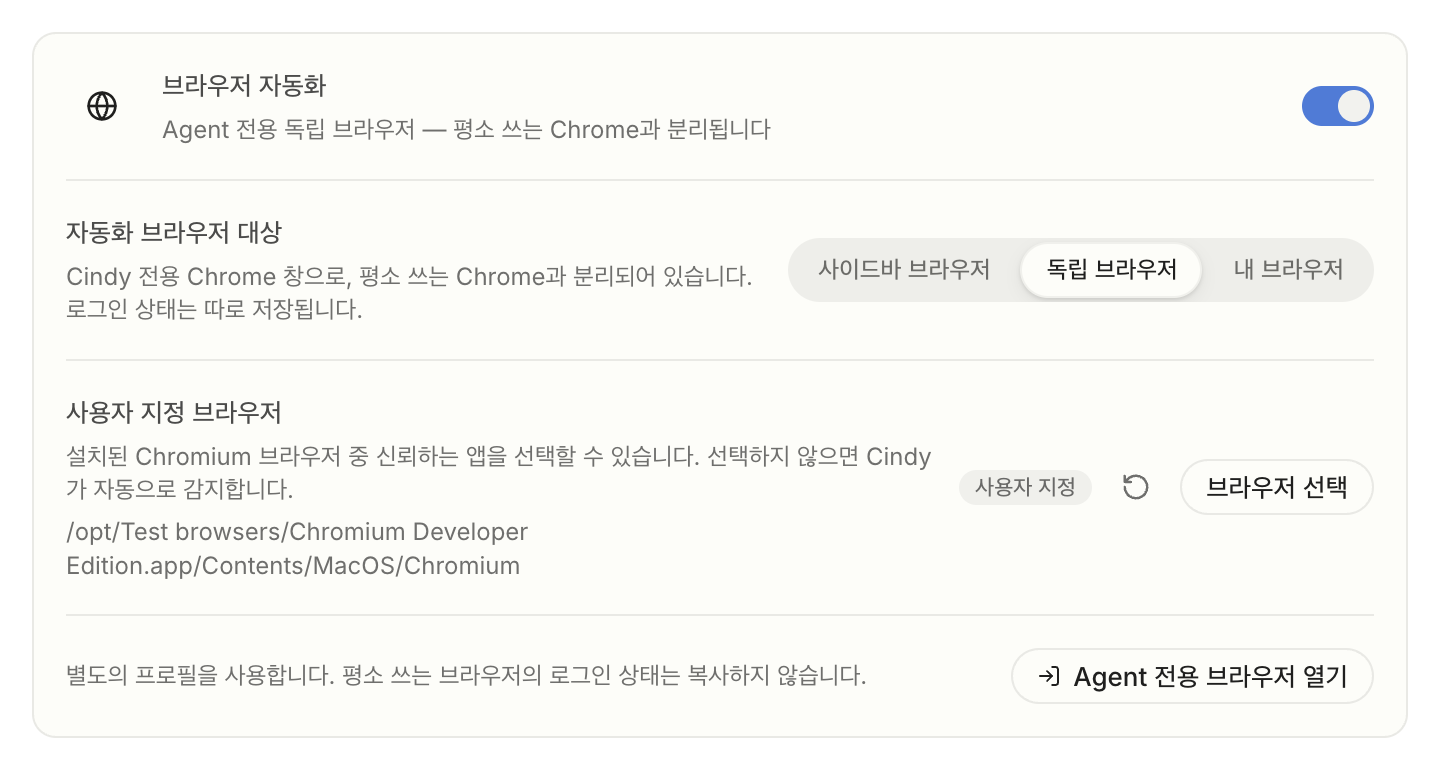 브라우저 자동화
Agent 전용 독립 브라우저 — 평소 쓰는 Chrome과 분리됩니다
자동화 브라우저 대상
Cindy 전용 Chrome 창으로, 평소 쓰는 Chrome과 분리되어 있습니다.
로그인 상태는 따로 저장됩니다.
사이드바 브라우저
독립 브라우저
내 브라우저
사용자 지정 브라우저
설치된 Chromium 브라우저 중 신뢰하는 앱을 선택할 수 있습니다. 선택하지 않으면 Cindy
가 자동으로 감지합니다.
/opt/Test browsers/Chromium Developer
Edition.app/Contents/MacOS/Chromium
사용자 지정
브라우저 선택
별도의 프로필을 사용합니다. 평소 쓰는 브라우저의 로그인 상태는 복사하지 않습니다.
Agent 전용 브라우저 열기